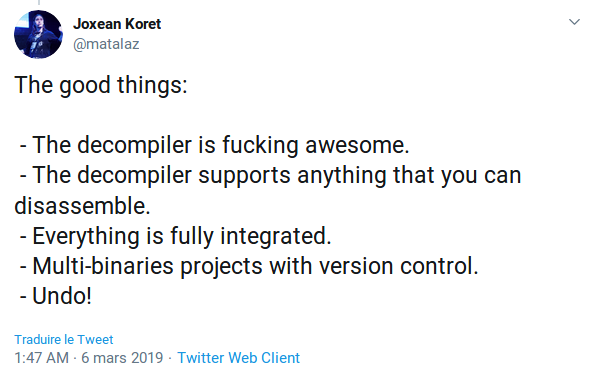 Joxean Koret
@matalaz
The good things:
- The decompiler is fucking awesome.
- The decompiler supports anything that you can
disassemble.
- Everything is fully integrated.
- Multi-binaries projects with version control.
- Undo!
Traduire le Tweet
1:47 AM · 6 mars 2019 · Twitter Web Client